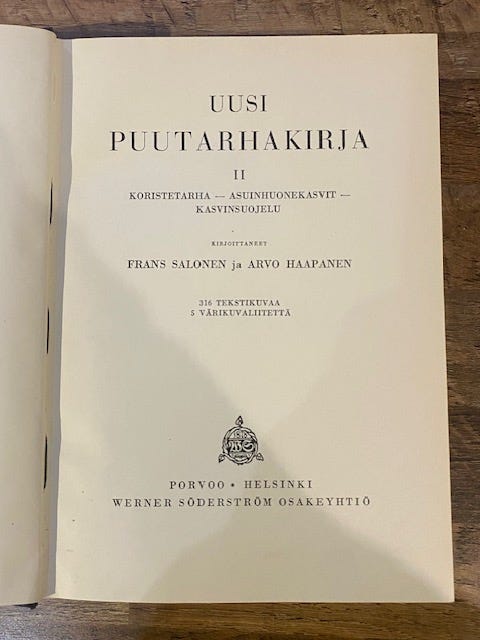 UUSI
PUUTARHAKIRJA
II
KORISTETARHA — ASUINHUONEKASVIT —
KASVINSUOJELU
KIRJOITTANEET
FRANS SALONEN ja ARVO HAAPANEN
316 TEKSTIKUVAA
5 VÄRIKUVALIITETTÄ
PORVOO • HELSINKI
WERNER SÖDERSTRÖM OSAKEYHTIÖ